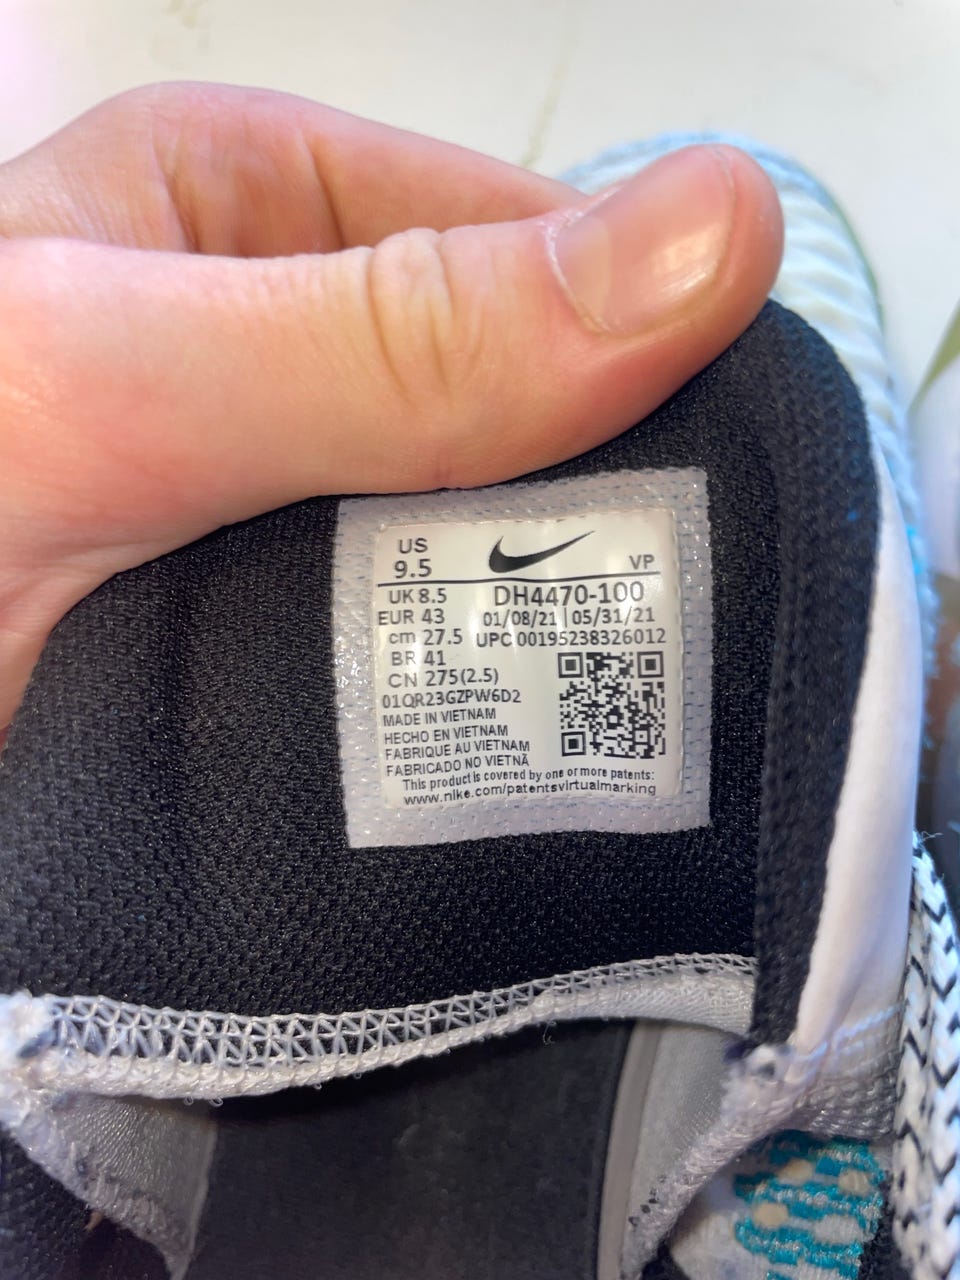 US
9.5
VP
UK 8.5 DH4470-100
EUR 43 01/08/21 | 05/31/21
cm 27.5 UPC 00195238326012
BR 41
CN 275(2.5)
01QR23GZPW6D2
MADE IN VIETNAM
HECHO EN VIETNAM
FABRIQUE AU VIETNAM
FABRICADO NO VIETNÃ
This product is covered by one or more patents:
www.nike.com/patentsvirtualmarking